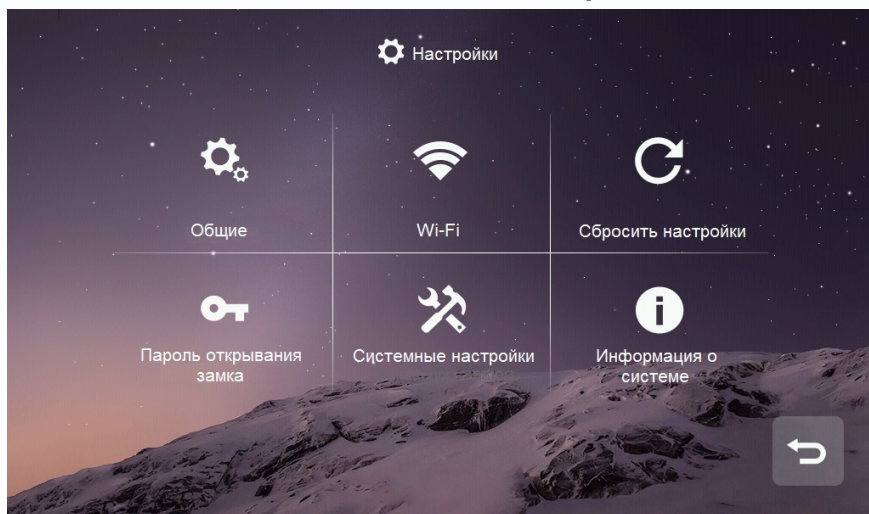 Настройки
Общие
Wi-Fi
Сбросить настройки
Пароль открывания
замка
Системные настройки
Информация о
системе